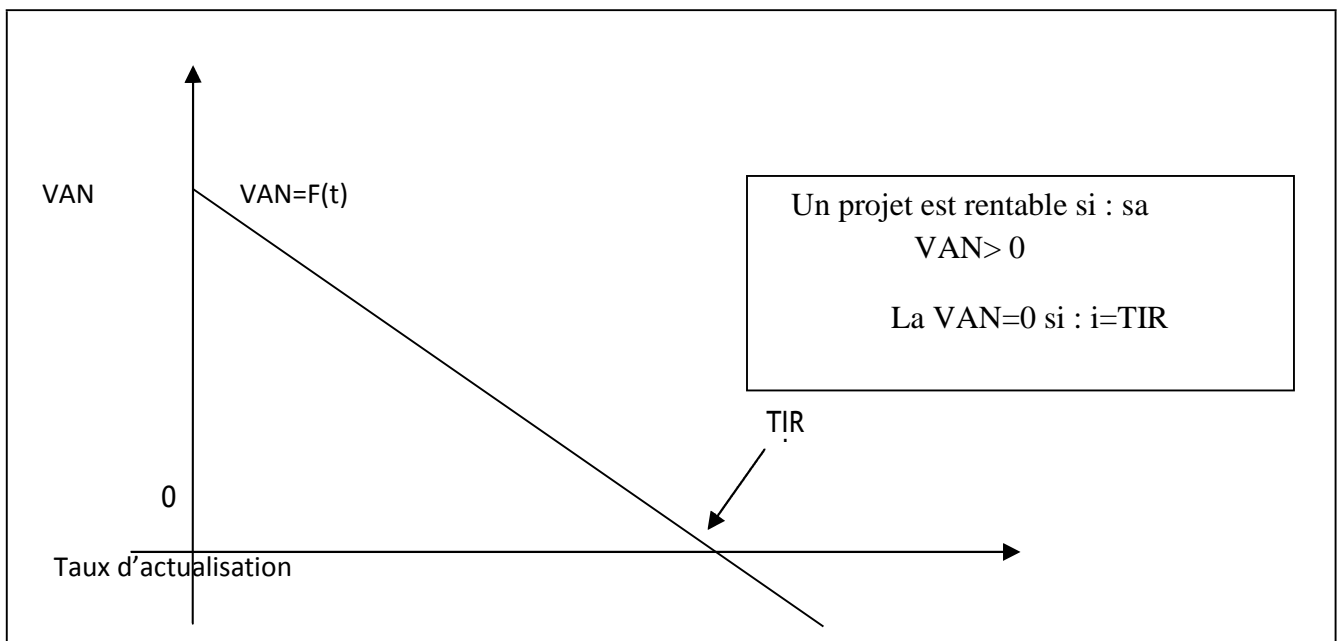 VAN
VAN=F(t)
Un projet est rentable si : sa
VAN> 0
La VAN=0 si : i=TIR
TIR
0
Taux d’actualisation